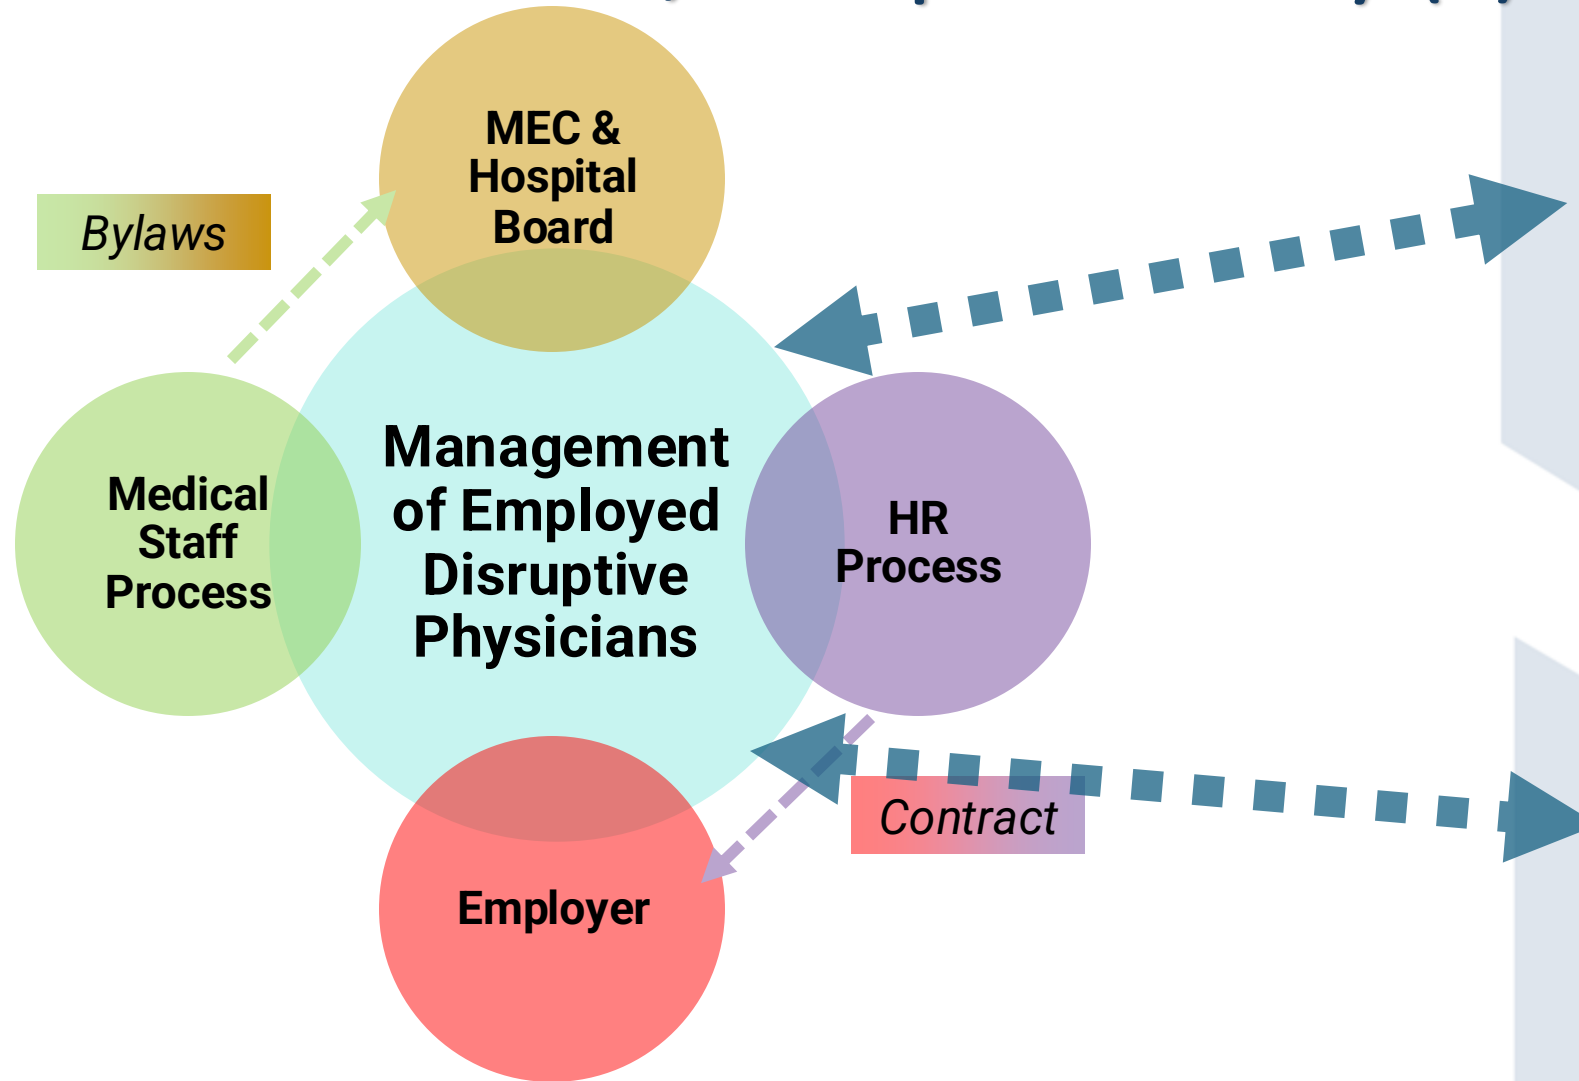 MEC &
Hospital
Board
Bylaws
Management
of Employed
Disruptive
Physicians
Medical
Staff
Process
HR
Process
Contract
Employer